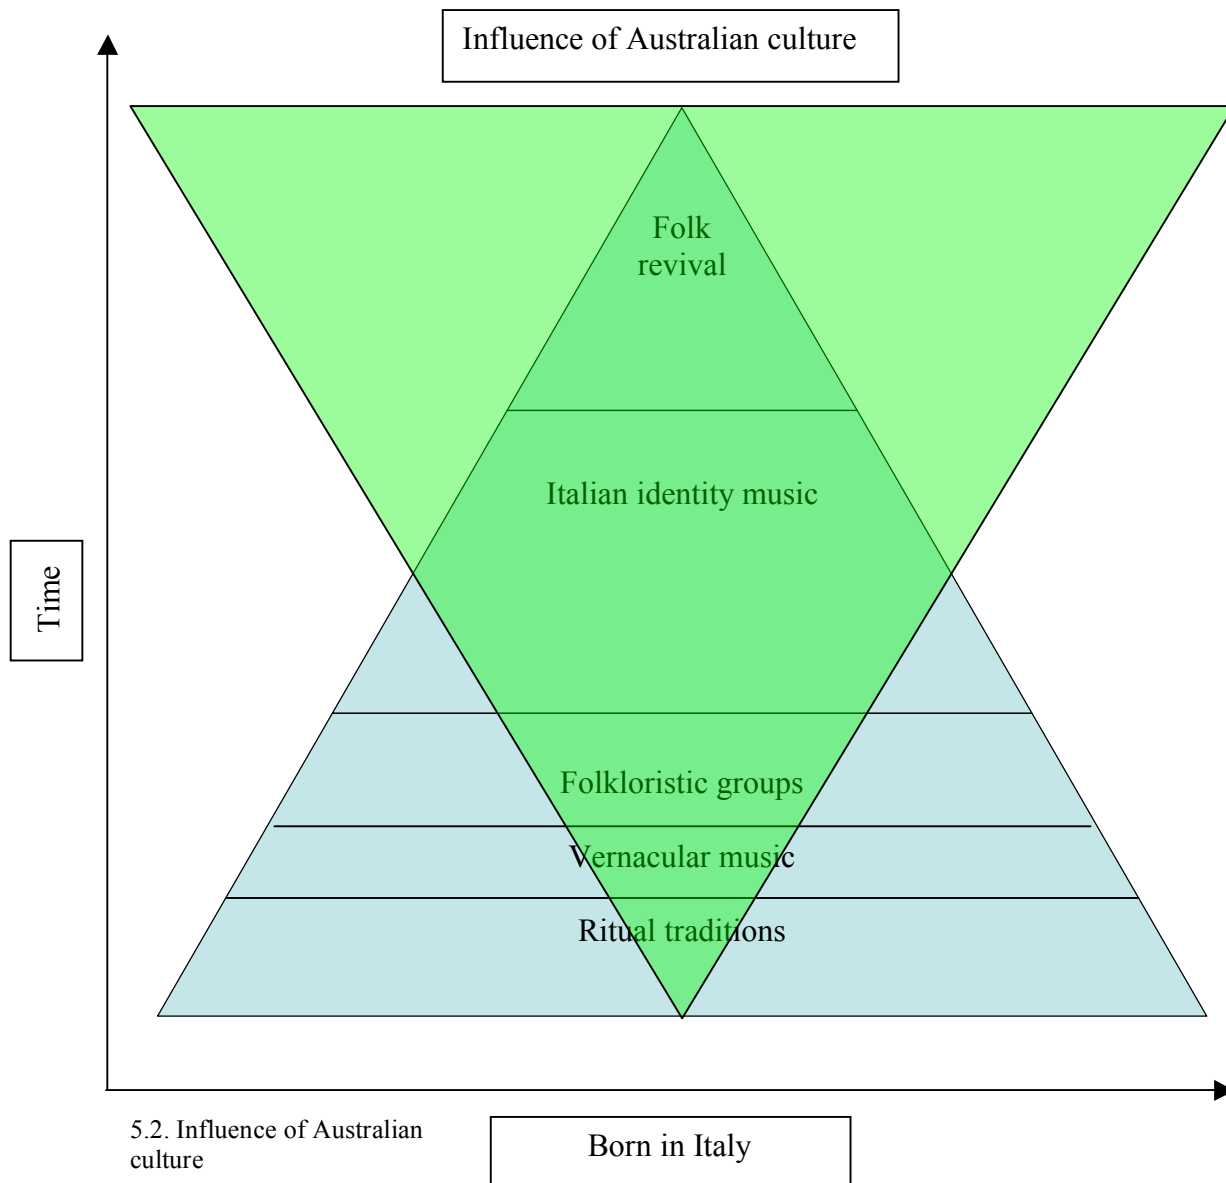 Influence of Australian culture
Folk
revival
Italian identity music
Time
Folkloristic groups
Vernacular music
Ritual traditions
5.2. Influence of Australian
culture
Born in Italy